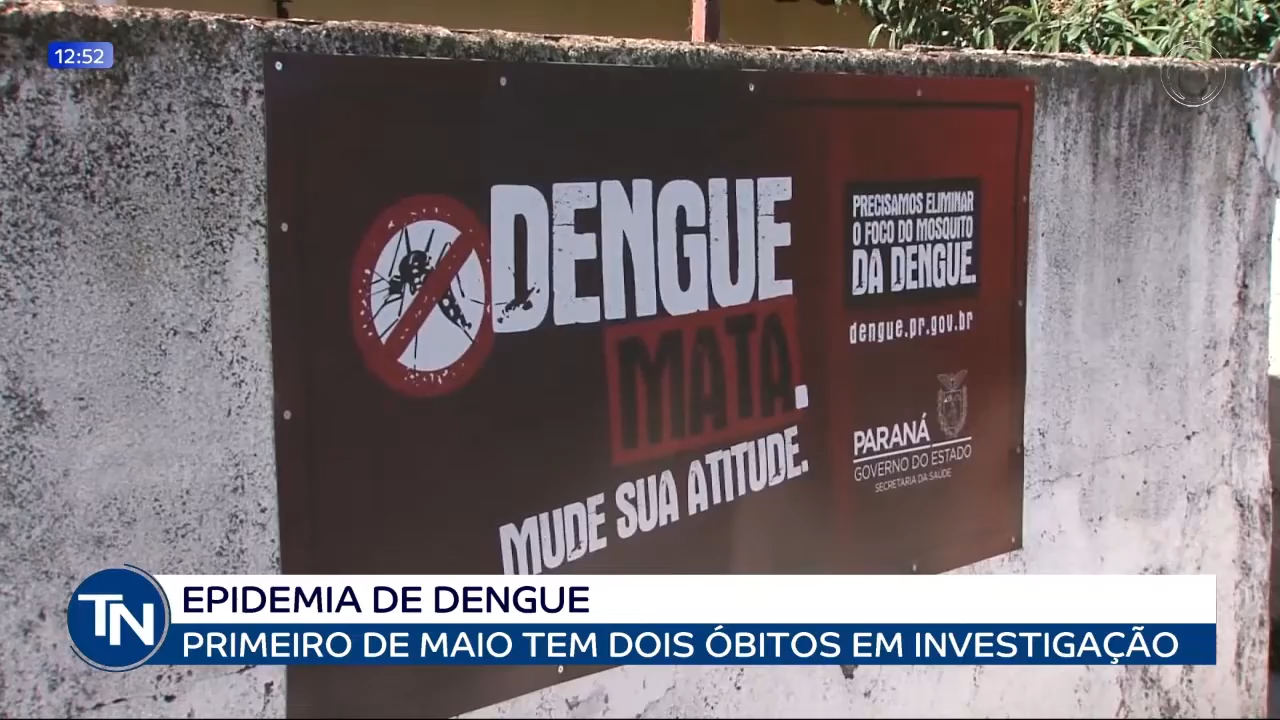 12:52
DENGUE
MATA.
MUDE SUA ATITUDE.
PRECISAMOS ELIMINAR
O FOCO DO MOSQUITO
DA DENGUE.
dengue.pr.gov.br
PARANÁ
GOVERNO DO ESTADO
SECRETARIA DA SAÚDE
TN
EPIDEMIA DE DENGUE
PRIMEIRO DE MAIO TEM DOIS ÓBITOS EM INVESTIGAÇÃO